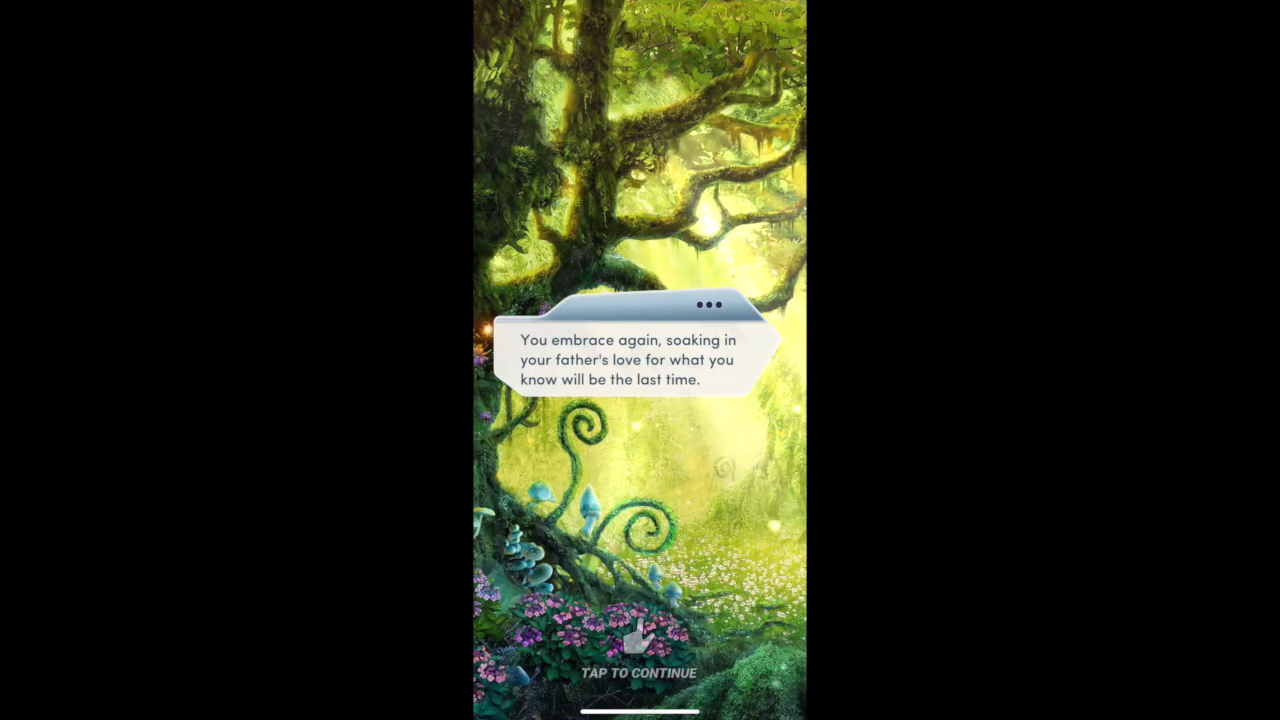 You embrace again, soaking in
your father's love for what you
know will be the last time.
TAP TO CONTINUE